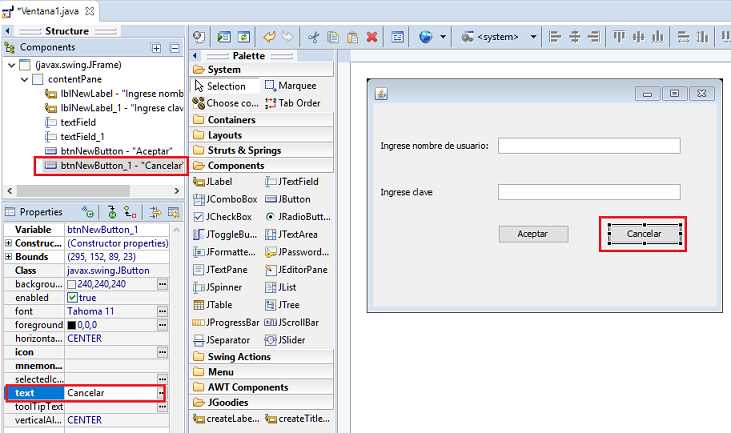 *Ventana1.java
Structure
Components
(javax.swing.JFrame)
contentPane
lblNewLabel - "Ingrese nomb
lblNewLabel_1 - "Ingrese clav
textField
textField_1
btnNewButton - "Aceptar"
btnNewButton_1 - "Cancelar"
Properties
Variable btnNewButton_1
Construc... (Constructor properties)
Bounds (295, 152, 89, 23)
Class javax.swing.JButton
backgrou... 240,240,240 ...
enabled true
font Tahoma 11 ...
foreground 0,0,0 ...
horizonta... CENTER
icon ...
mnemon...
selectedIc... ...
text Cancelar ...
toolTipText ...
verticalAl... CENTER
<system>
Palette
System
Selection Marquee
Choose co... Tab Order
Containers
Layouts
Struts & Springs
Components
JLabel JTextField
JComboBox JButton
JCheckBox JRadioButt...
JToggleBu... JTextArea
JFormatte... JPassword...
JTextPane JEditorPane
JSpinner JList
JTable JTree
JProgressBar JScrollBar
JSeparator JSlider
Swing Actions
Menu
AWT Components
JGoodies
createLabe... createTitle...
Ingrese nombre de usuario:
Ingrese clave
Aceptar Cancelar